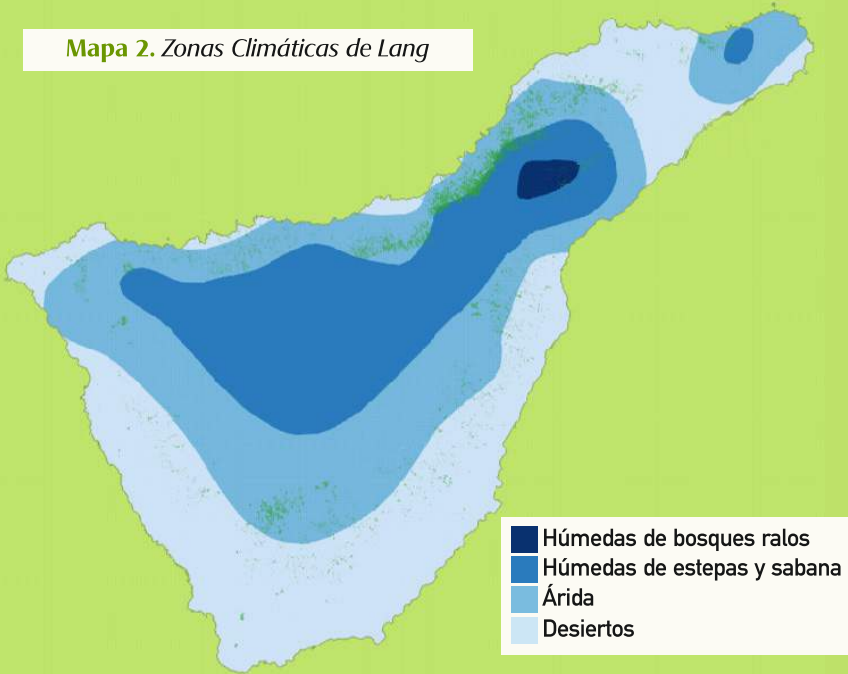 Mapa 2. Zonas Climáticas de Lang
Húmedas de bosques ralos
Húmedas de estepas y sabana
Árida
Desiertos